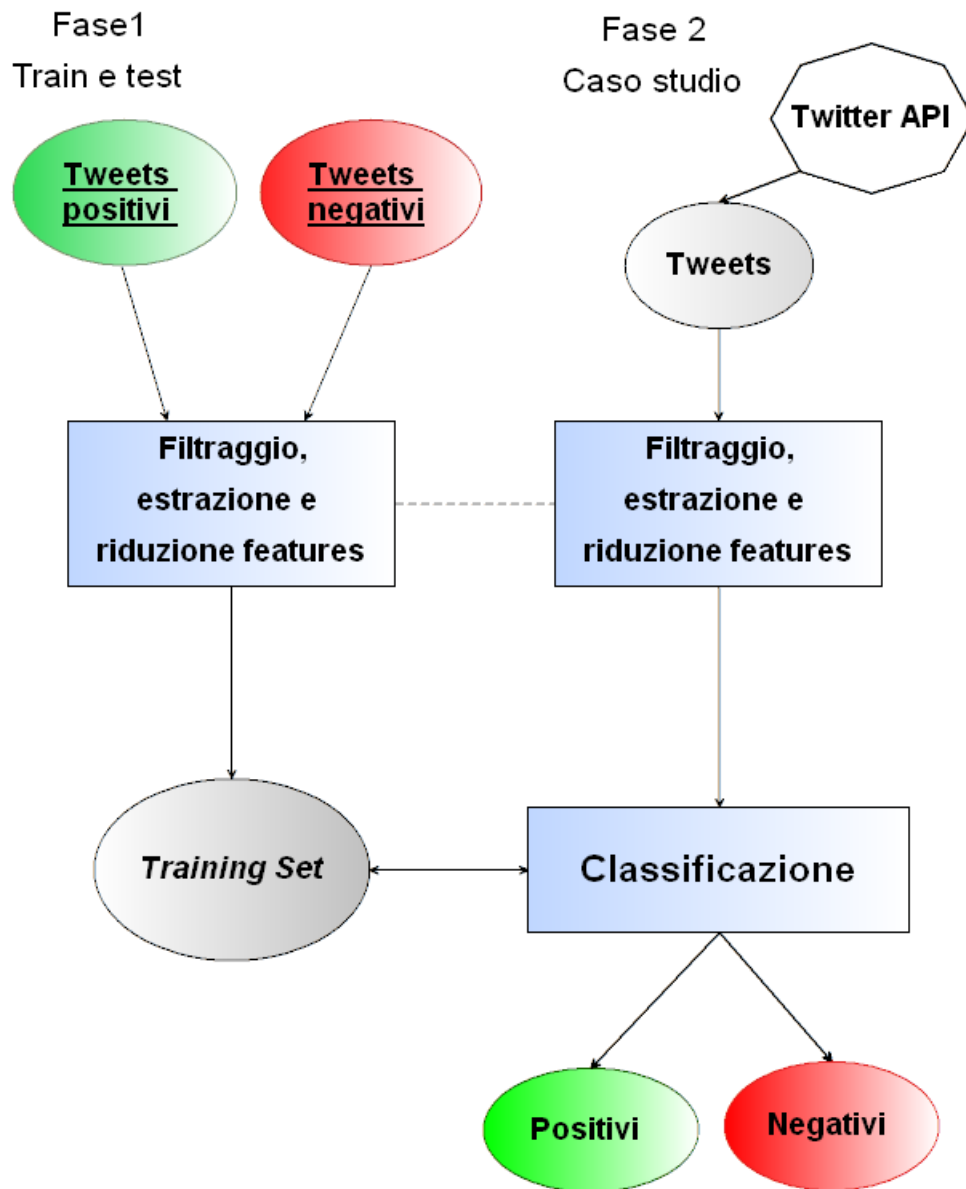 Fase1
Train e test
Fase 2
Caso studio
Twitter API
Tweets
positivi
Tweets
negativi
Tweets
Filtraggio,
estrazione e
riduzione features
Filtraggio,
estrazione e
riduzione features
Training Set
Classificazione
Positivi
Negativi